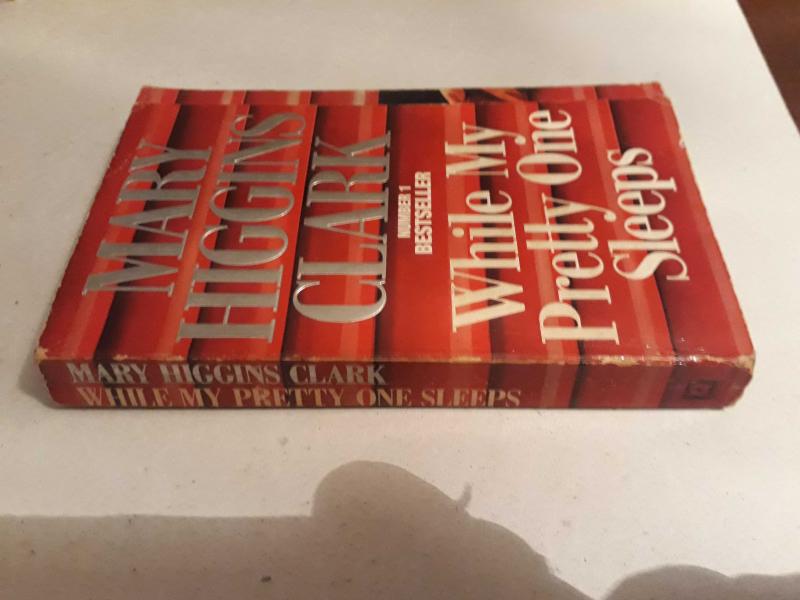 MARY
HIGGINS
CLARK
NUMBER 1
BESTSELLER
While My
Pretty One
Sleeps
MARY HIGGINS CLARK
WHILE MY PRETTY ONE SLEEPS